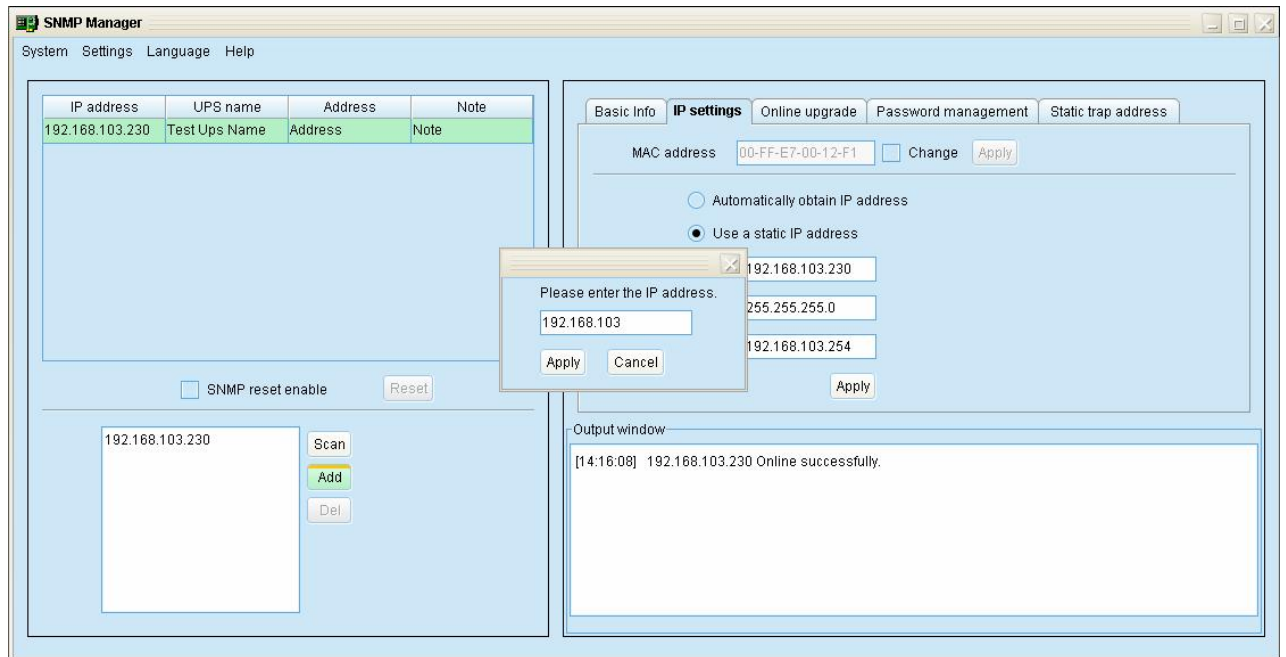 SNMP Manager
System Settings Language Help
IP address UPS name Address Note
192.168.103.230 Test Ups Name Address Note
SNMP reset enable Reset
192.168.103.230
Scan
Add
Del
Basic Info IP settings Online upgrade Password management Static trap address
MAC address 00-FF-E7-00-12-F1 Change Apply
Automatically obtain IP address
Use a static IP address
192.168.103.230
255.255.255.0
192.168.103.254
Apply
Please enter the IP address.
192.168.103
Apply Cancel
Output window
[14:16:08] 192.168.103.230 Online successfully.